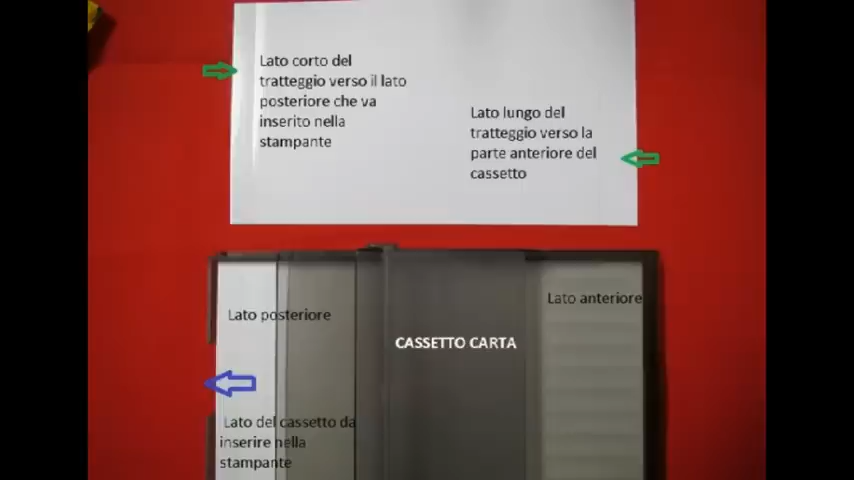 Lato corto del
tratteggio verso il lato
posteriore che va
inserito nella
stampante
Lato lungo del
tratteggio verso la
parte anteriore del
cassetto
Lato posteriore
Lato anteriore
CASSETTO CARTA
Lato del cassetto da
inserire nella
stampante